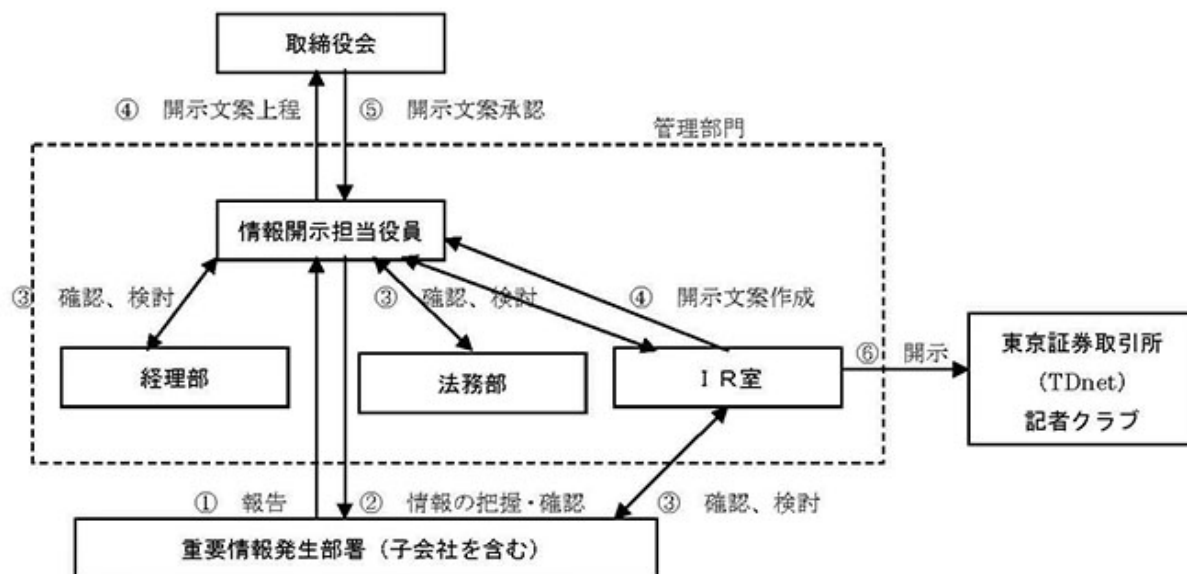 取締役会
④ 開示文案上程
⑤ 開示文案承認
管理部門
情報開示担当役員
③ 確認、検討
③ 確認、検討
④ 開示文案作成
経理部
法務部
ＩＲ室
⑥ 開示
東京証券取引所
(TDnet)
記者クラブ
① 報告
② 情報の把握・確認
③ 確認、検討
重要情報発生部署（子会社を含む）